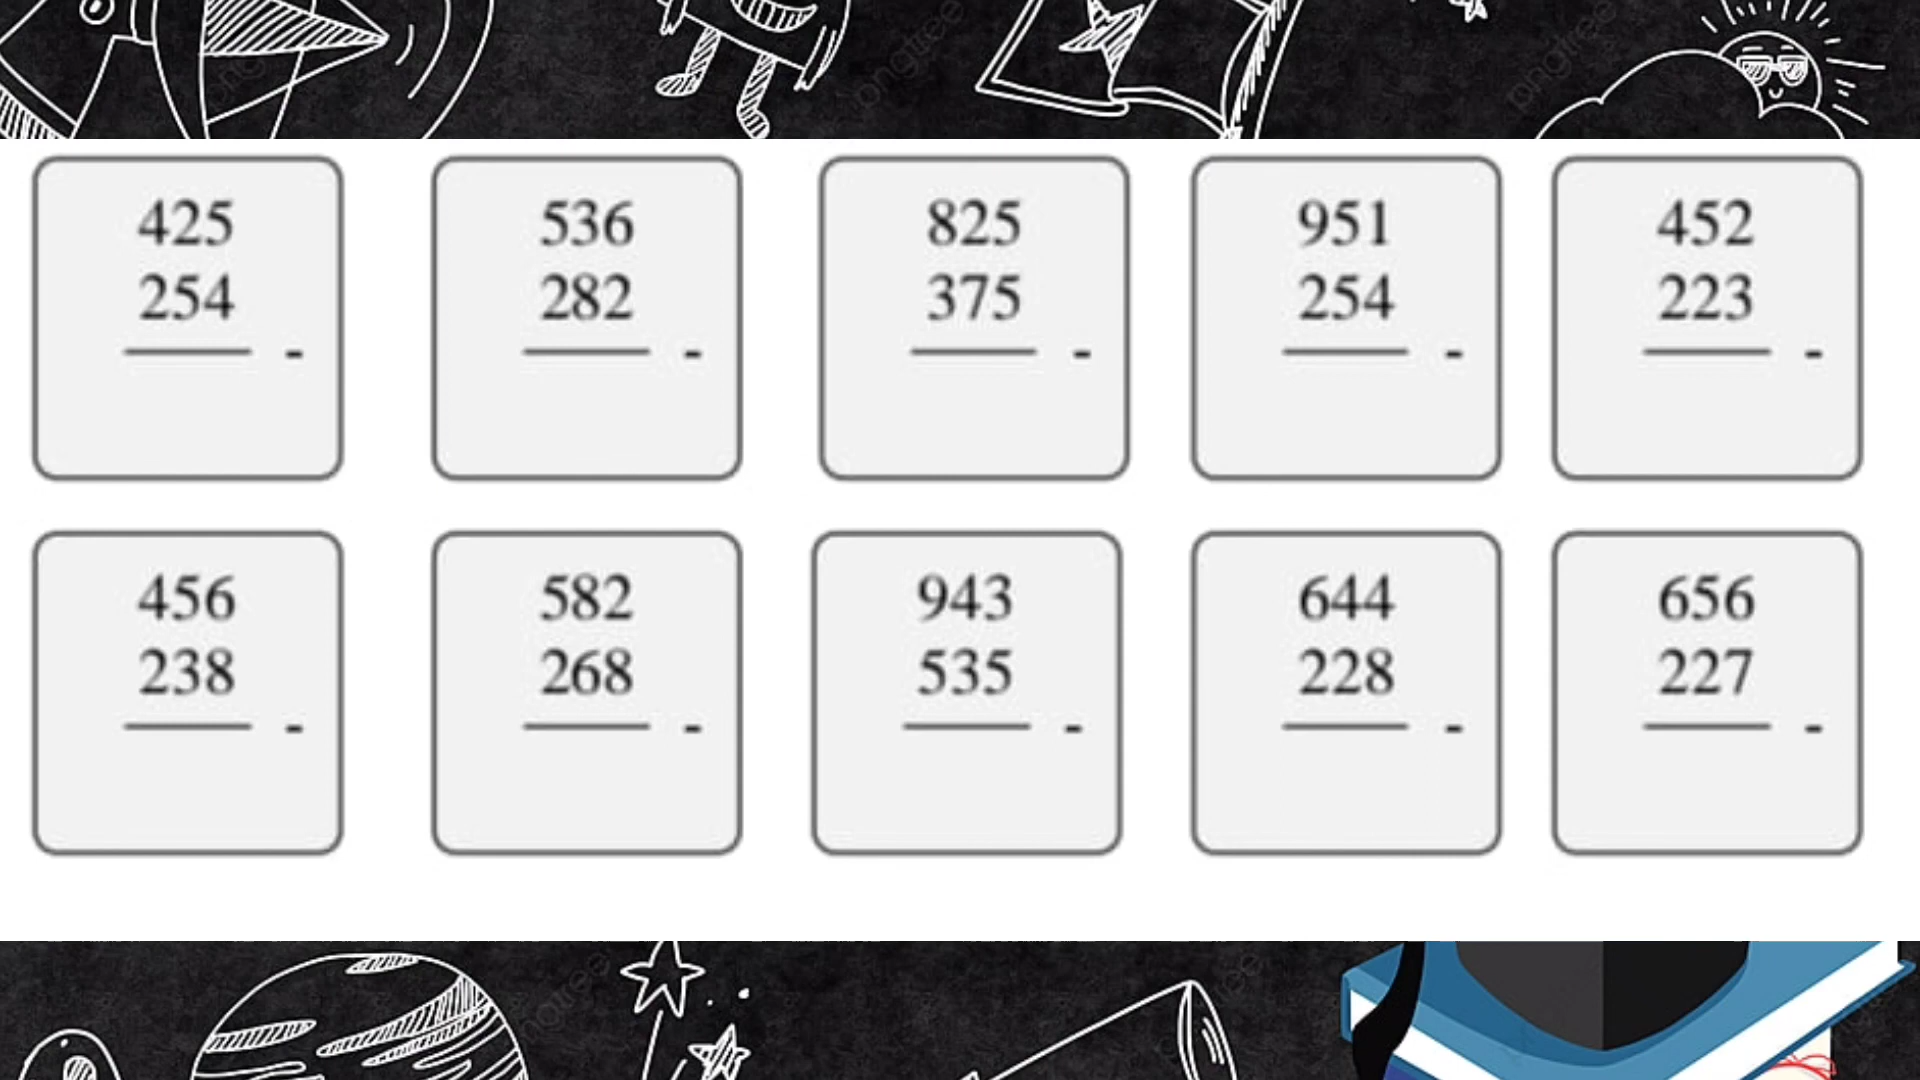 425 536 825 951 452
254 282 375 254 223
- - - - -
456 582 943 644 656
238 268 535 228 227
- - - - -